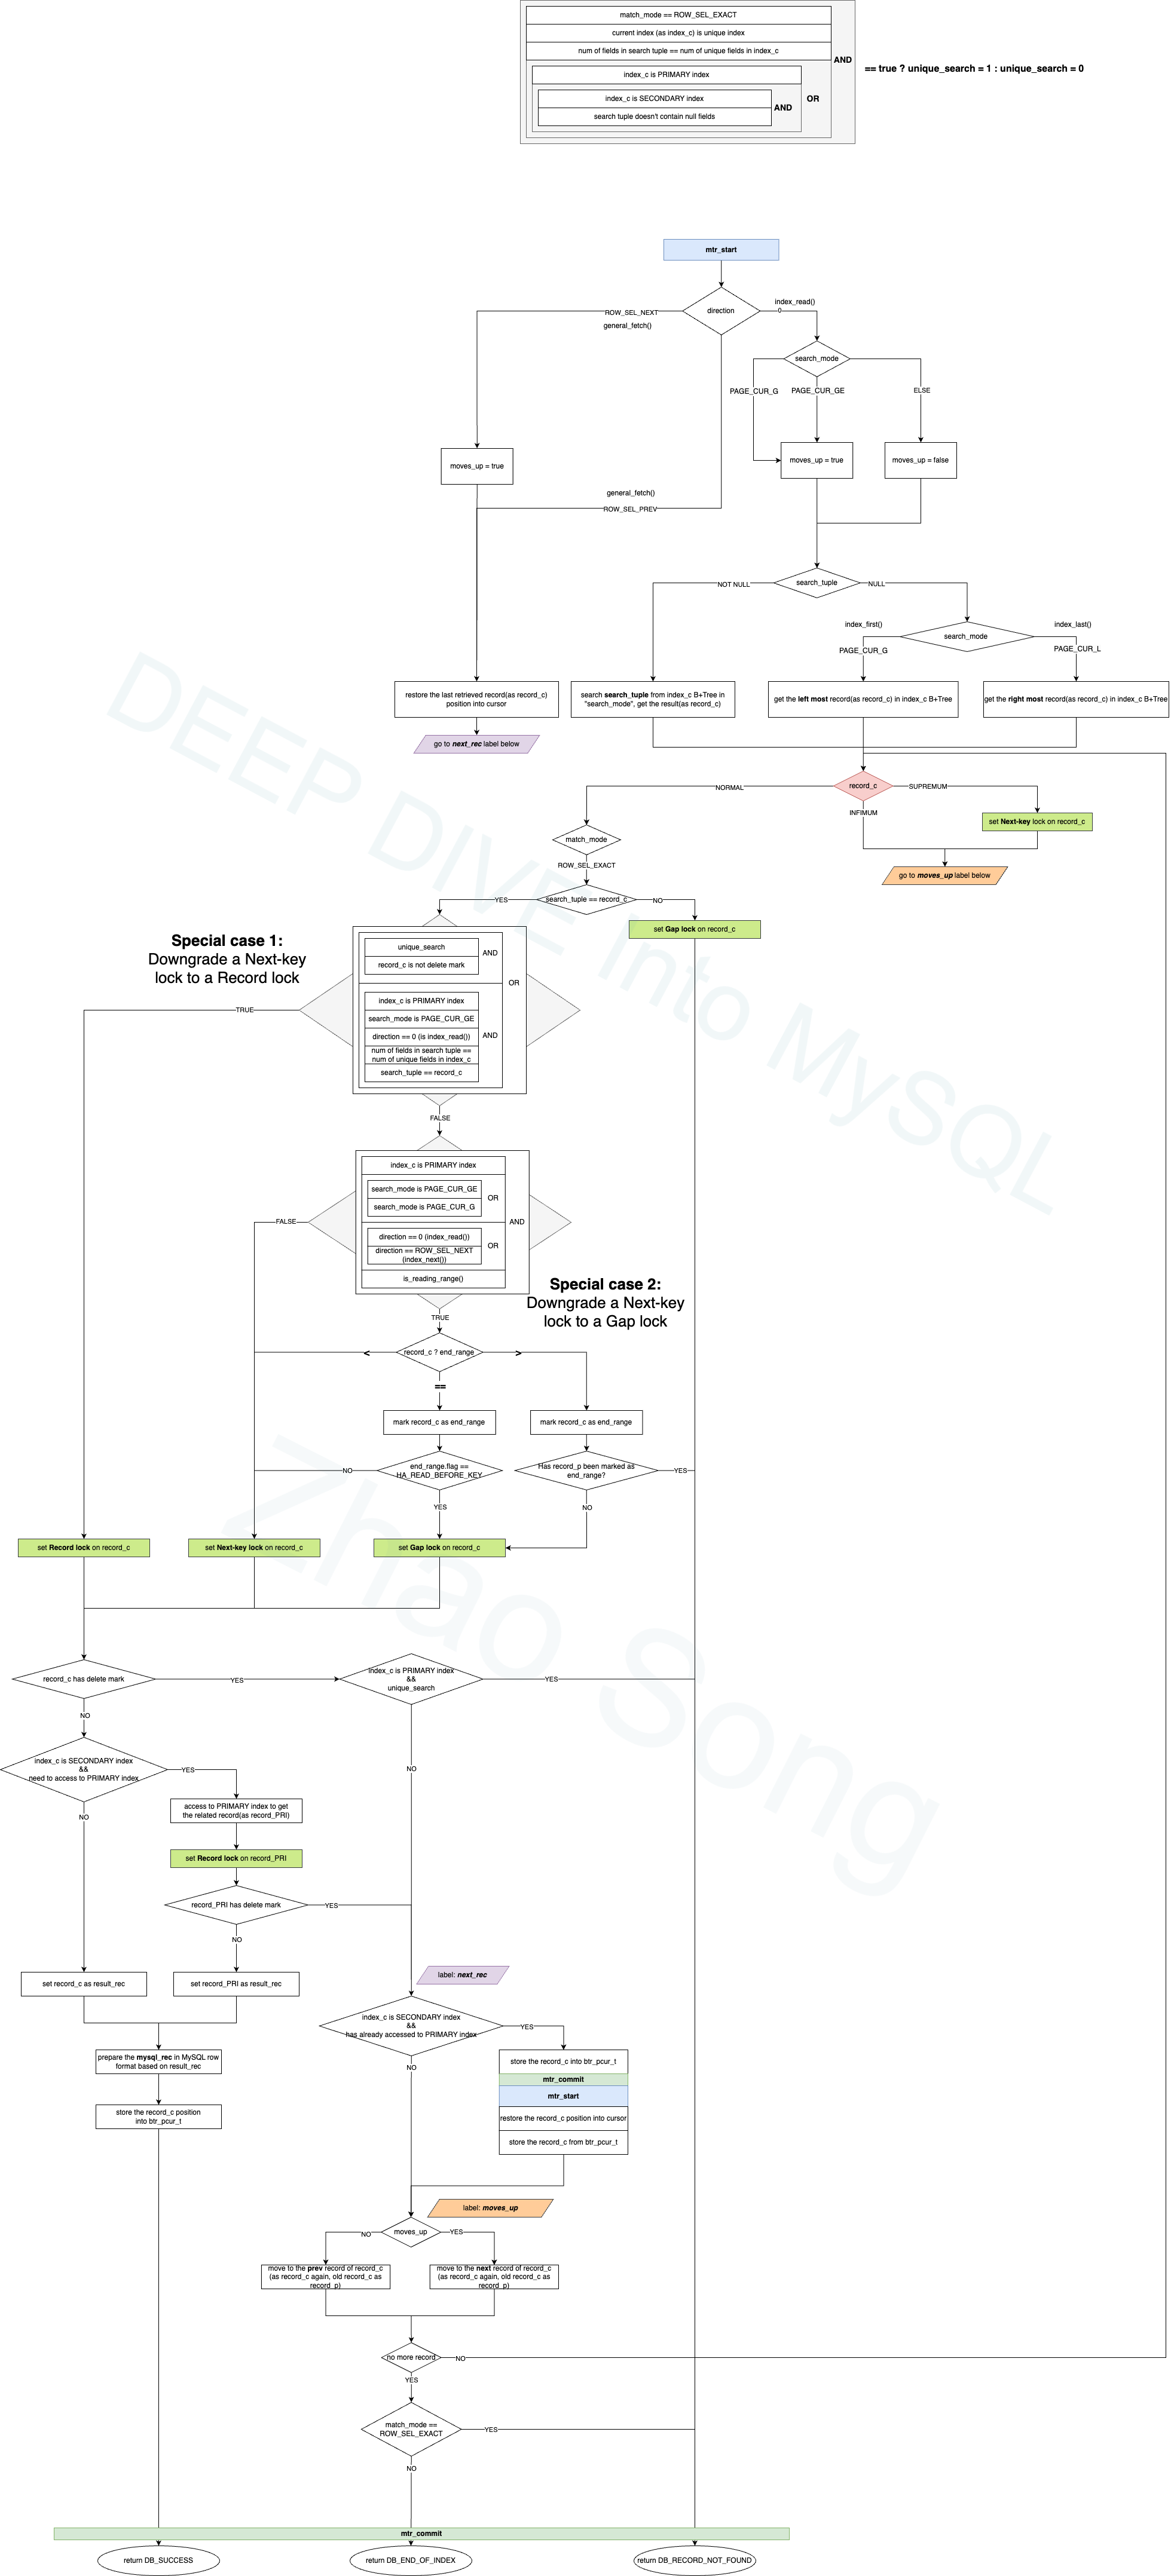 match_mode == ROW_SEL_EXACT
current index (as index_c) is unique index
num of fields in search tuple == num of unique fields in index_c
AND
== true ? unique_search = 1 : unique_search = 0
index_c is PRIMARY index
OR
index_c is SECONDARY index
AND
search tuple doesn't contain null fields
mtr_start
direction
index_read()
0
ROW_SEL_NEXT
general_fetch()
search_mode
PAGE_CUR_G
PAGE_CUR_GE
ELSE
moves_up = true
moves_up = true
moves_up = false
general_fetch()
ROW_SEL_PREV
search_tuple
NOT NULL
NULL
index_first()
search_mode
index_last()
PAGE_CUR_G
PAGE_CUR_L
restore the last retrieved record(as record_c)
position into cursor
search search_tuple from index_c B+Tree in
"search_mode", get the result(as record_c)
get the left most record(as record_c) in index_c B+Tree
get the right most record(as record_c) in index_c B+Tree
go to next_rec label below
record_c
NORMAL
SUPREMUM
INFIMUM
set Next-key lock on record_c
go to moves_up label below
match_mode
ROW_SEL_EXACT
search_tuple == record_c
YES
NO
set Gap lock on record_c
Special case 1:
Downgrade a Next-key
lock to a Record lock
unique_search
AND
record_c is not delete mark
OR
index_c is PRIMARY index
search_mode is PAGE_CUR_GE
direction == 0 (is index_read())
AND
num of fields in search tuple ==
num of unique fields in index_c
search_tuple == record_c
TRUE
FALSE
index_c is PRIMARY index
search_mode is PAGE_CUR_GE
OR
search_mode is PAGE_CUR_G
AND
direction == 0 (index_read())
OR
direction == ROW_SEL_NEXT
(index_next())
is_reading_range()
FALSE
Special case 2:
Downgrade a Next-key
lock to a Gap lock
TRUE
record_c ? end_range
<
>
==
mark record_c as end_range
mark record_c as end_range
end_range.flag ==
HA_READ_BEFORE_KEY
NO
Has record_p been marked as
end_range?
YES
YES
NO
set Record lock on record_c
set Next-key lock on record_c
set Gap lock on record_c
record_c has delete mark
YES
index_c is PRIMARY index
&&
unique_search
YES
NO
NO
index_c is SECONDARY index
&&
need to access to PRIMARY index
YES
NO
access to PRIMARY index to get
the related record(as record_PRI)
set Record lock on record_PRI
record_PRI has delete mark
YES
NO
label: next_rec
set record_c as result_rec
set record_PRI as result_rec
index_c is SECONDARY index
&&
has already accessed to PRIMARY index
YES
NO
prepare the mysql_rec in MySQL row
format based on result_rec
store the record_c position
into btr_pcur_t
store the record_c into btr_pcur_t
mtr_commit
mtr_start
restore the record_c position into cursor
store the record_c from btr_pcur_t
label: moves_up
moves_up
NO
YES
move to the prev record of record_c
(as record_c again, old record_c as
record_p)
move to the next record of record_c
(as record_c again, old record_c as
record_p)
no more record
NO
YES
match_mode ==
ROW_SEL_EXACT
YES
NO
mtr_commit
return DB_SUCCESS
return DB_END_OF_INDEX
return DB_RECORD_NOT_FOUND
DEEP DIVE Into MySQL
Zhao Song